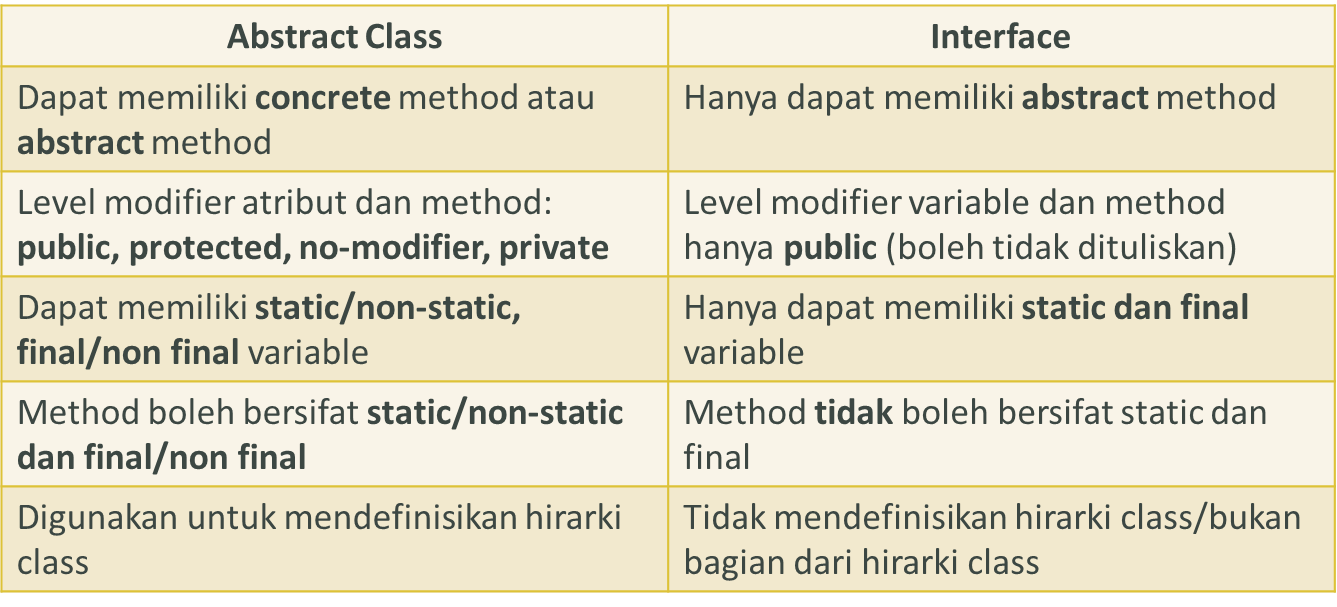 Abstract Class
Interface
Dapat memiliki concrete method atau
abstract method
Hanya dapat memiliki abstract method
Level modifier atribut dan method:
public, protected, no-modifier, private
Level modifier variable dan method
hanya public (boleh tidak dituliskan)
Dapat memiliki static/non-static,
final/non final variable
Hanya dapat memiliki static dan final
variable
Method boleh bersifat static/non-static
dan final/non final
Method tidak boleh bersifat static dan
final
Digunakan untuk mendefinisikan hirarki
class
Tidak mendefinisikan hirarki class/bukan
bagian dari hirarki class